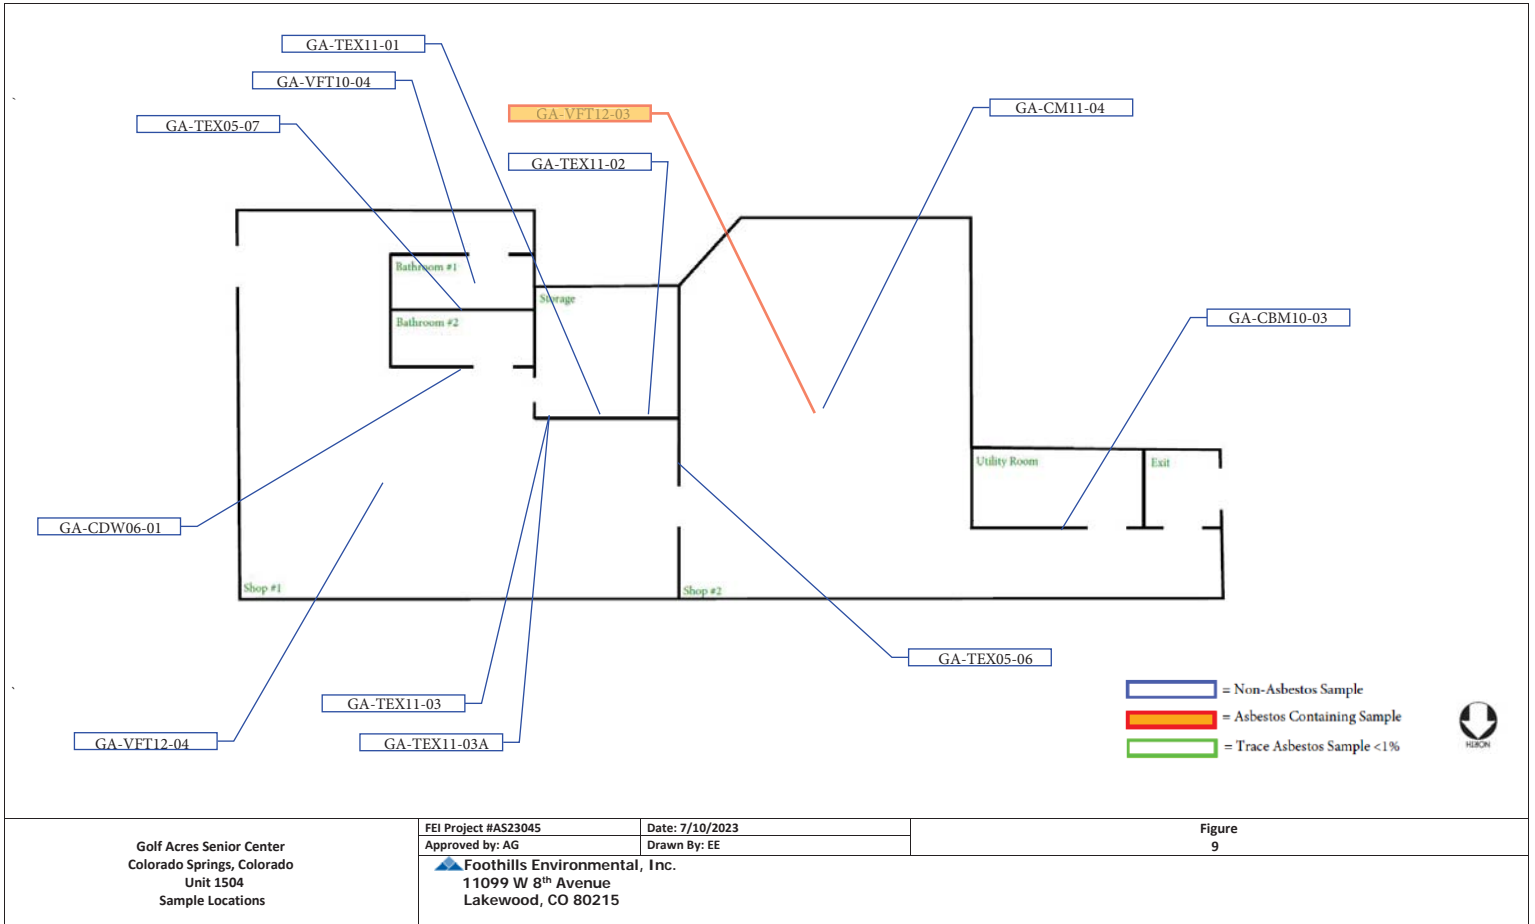 GA-TEX11-01
GA-VFT10-04
GA-VFT12-03
GA-CM11-04
GA-TEX05-07
GA-TEX11-02
Bathroom #1
Storage
Bathroom #2
GA-CBM10-03
Utility Room
Exit
GA-CDW06-01
Shop #1
Shop #2
GA-TEX05-06
GA-TEX11-03
GA-VFT12-04
GA-TEX11-03A
= Non-Asbestos Sample
= Asbestos Containing Sample
= Trace Asbestos Sample <1%
Golf Acres Senior Center
Colorado Springs, Colorado
Unit 1504
Sample Locations
FEI Project #AS23045
Date: 7/10/2023
Approved by: AG
Drawn By: EE
Foothills Environmental, Inc.
11099 W 8th Avenue
Lakewood, CO 80215
Figure
9